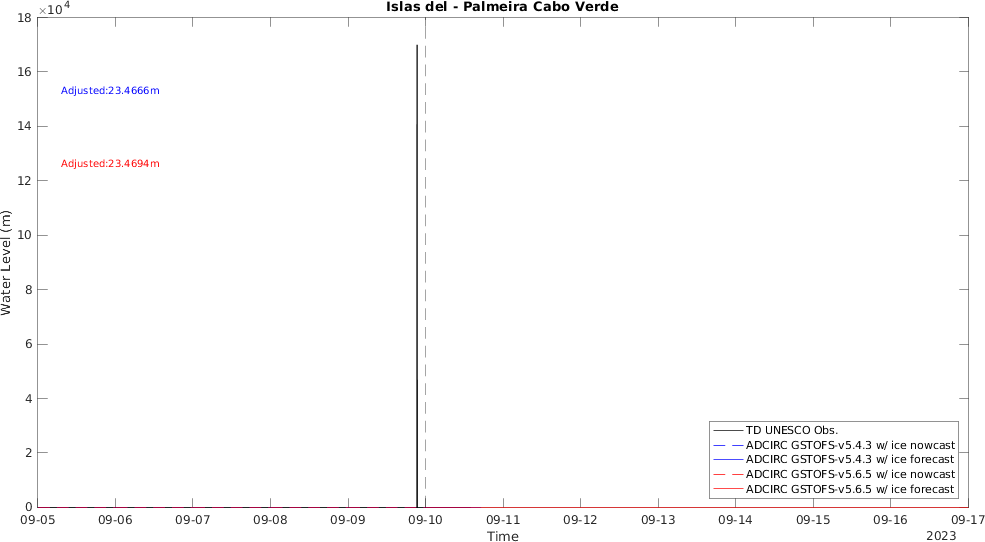 Islas del - Palmeira Cabo Verde
×10⁴
18
16
14
12
10
8
6
4
2
0
Water Level (m)
Adjusted:23.4666m
Adjusted:23.4694m
TD UNESCO Obs.
ADCIRC GSTOFS-v5.4.3 w/ ice nowcast
ADCIRC GSTOFS-v5.4.3 w/ ice forecast
ADCIRC GSTOFS-v5.6.5 w/ ice nowcast
ADCIRC GSTOFS-v5.6.5 w/ ice forecast
09-05 09-06 09-07 09-08 09-09 09-10 09-11 09-12 09-13 09-14 09-15 09-16 09-17
Time
2023